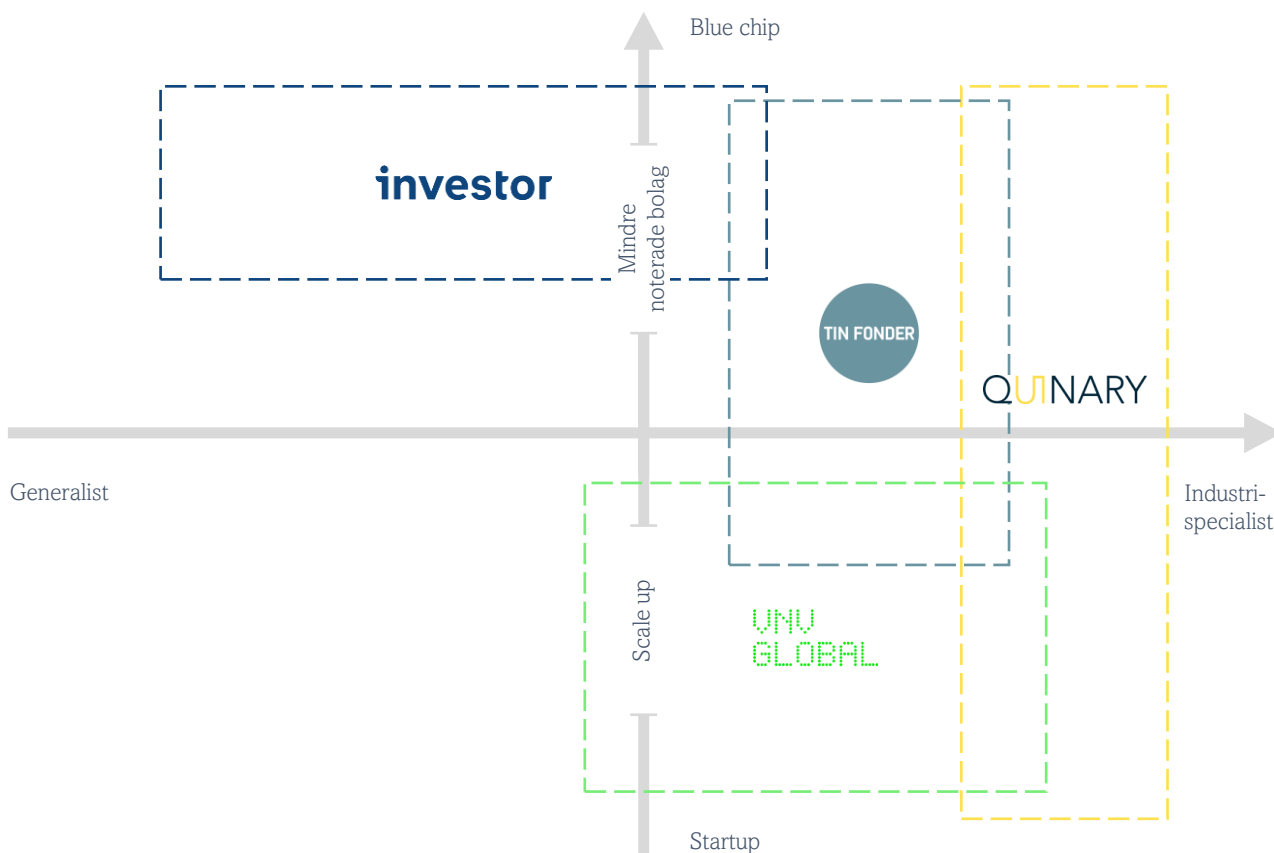 Blue chip
investor
Mindre
noterade bolag
TIN FONDER
QUINARY
Generalist
Industri-
specialist
Scale up
VNV
GLOBAL
Startup